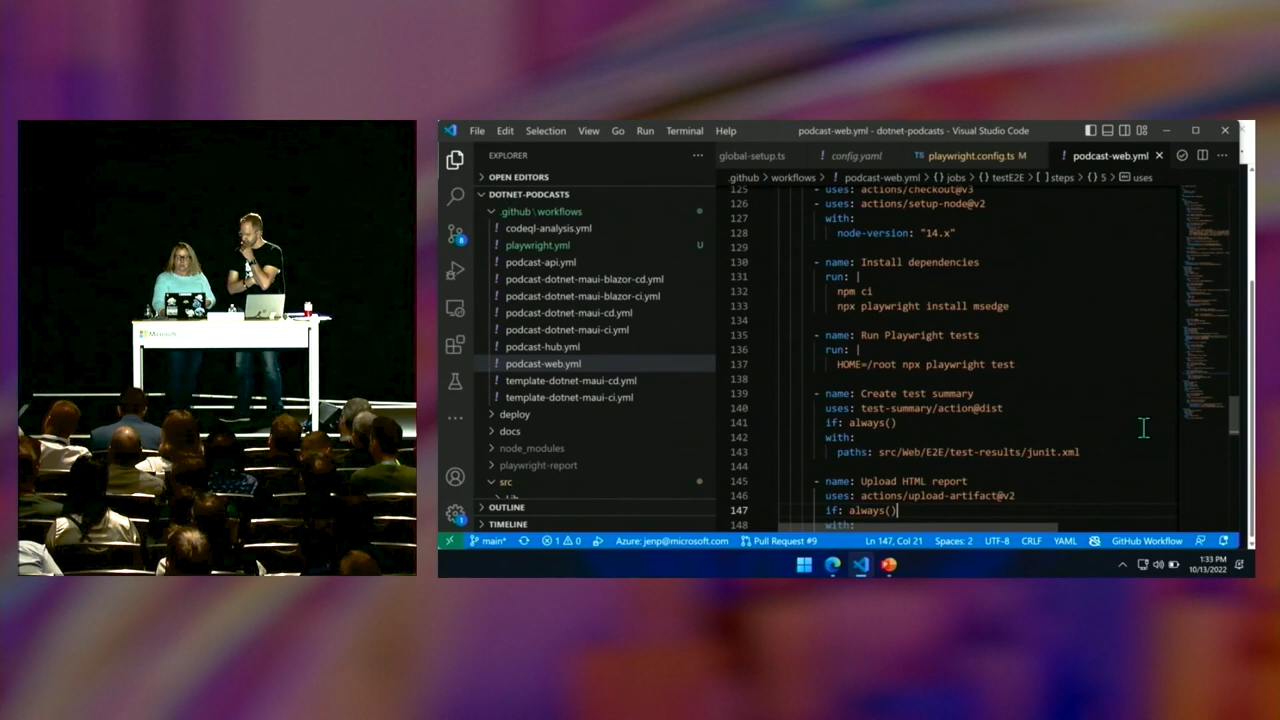 Microsoft
File Edit Selection View Go Run Terminal Help
podcast-web.yml - dotnet-podcasts - Visual Studio Code
EXPLORER
OPEN EDITORS
DOTNET-PODCASTS
.github\workflows
! codeql-analysis.yml
! playwright.yml U
! podcast-api.yml
! podcast-dotnet-maui-blazor-cd.yml
! podcast-dotnet-maui-blazor-ci.yml
! podcast-dotnet-maui-cd.yml
! podcast-dotnet-maui-ci.yml
! podcast-hub.yml
! podcast-web.yml
! template-dotnet-maui-cd.yml
! template-dotnet-maui-ci.yml
deploy
docs
node_modules
playwright-report
src
OUTLINE
TIMELINE
global-setup.ts ! config.yaml TS playwright.config.ts M ! podcast-web.yml
.github > workflows > ! podcast-web.yml > {} jobs > {} testE2E > [ ] steps > {} 5 > uses
125 - uses: actions/checkout@v3
126 - uses: actions/setup-node@v2
127 with:
128 node-version: "14.x"
129
130 - name: Install dependencies
131 run: |
132 npm ci
133 npx playwright install msedge
134
135 - name: Run Playwright tests
136 run: |
137 HOME=/root npx playwright test
138
139 - name: Create test summary
140 uses: test-summary/action@dist
141 if: always()
142 with:
143 paths: src/Web/E2E/test-results/junit.xml
144
145 - name: Upload HTML report
146 uses: actions/upload-artifact@v2
147 if: always()
148 with:
main* 1 0 Azure: jenp@microsoft.com Pull Request #9 Ln 147, Col 21 Spaces: 2 UTF-8 CRLF YAML GitHub Workflow
1:33 PM
10/13/2022